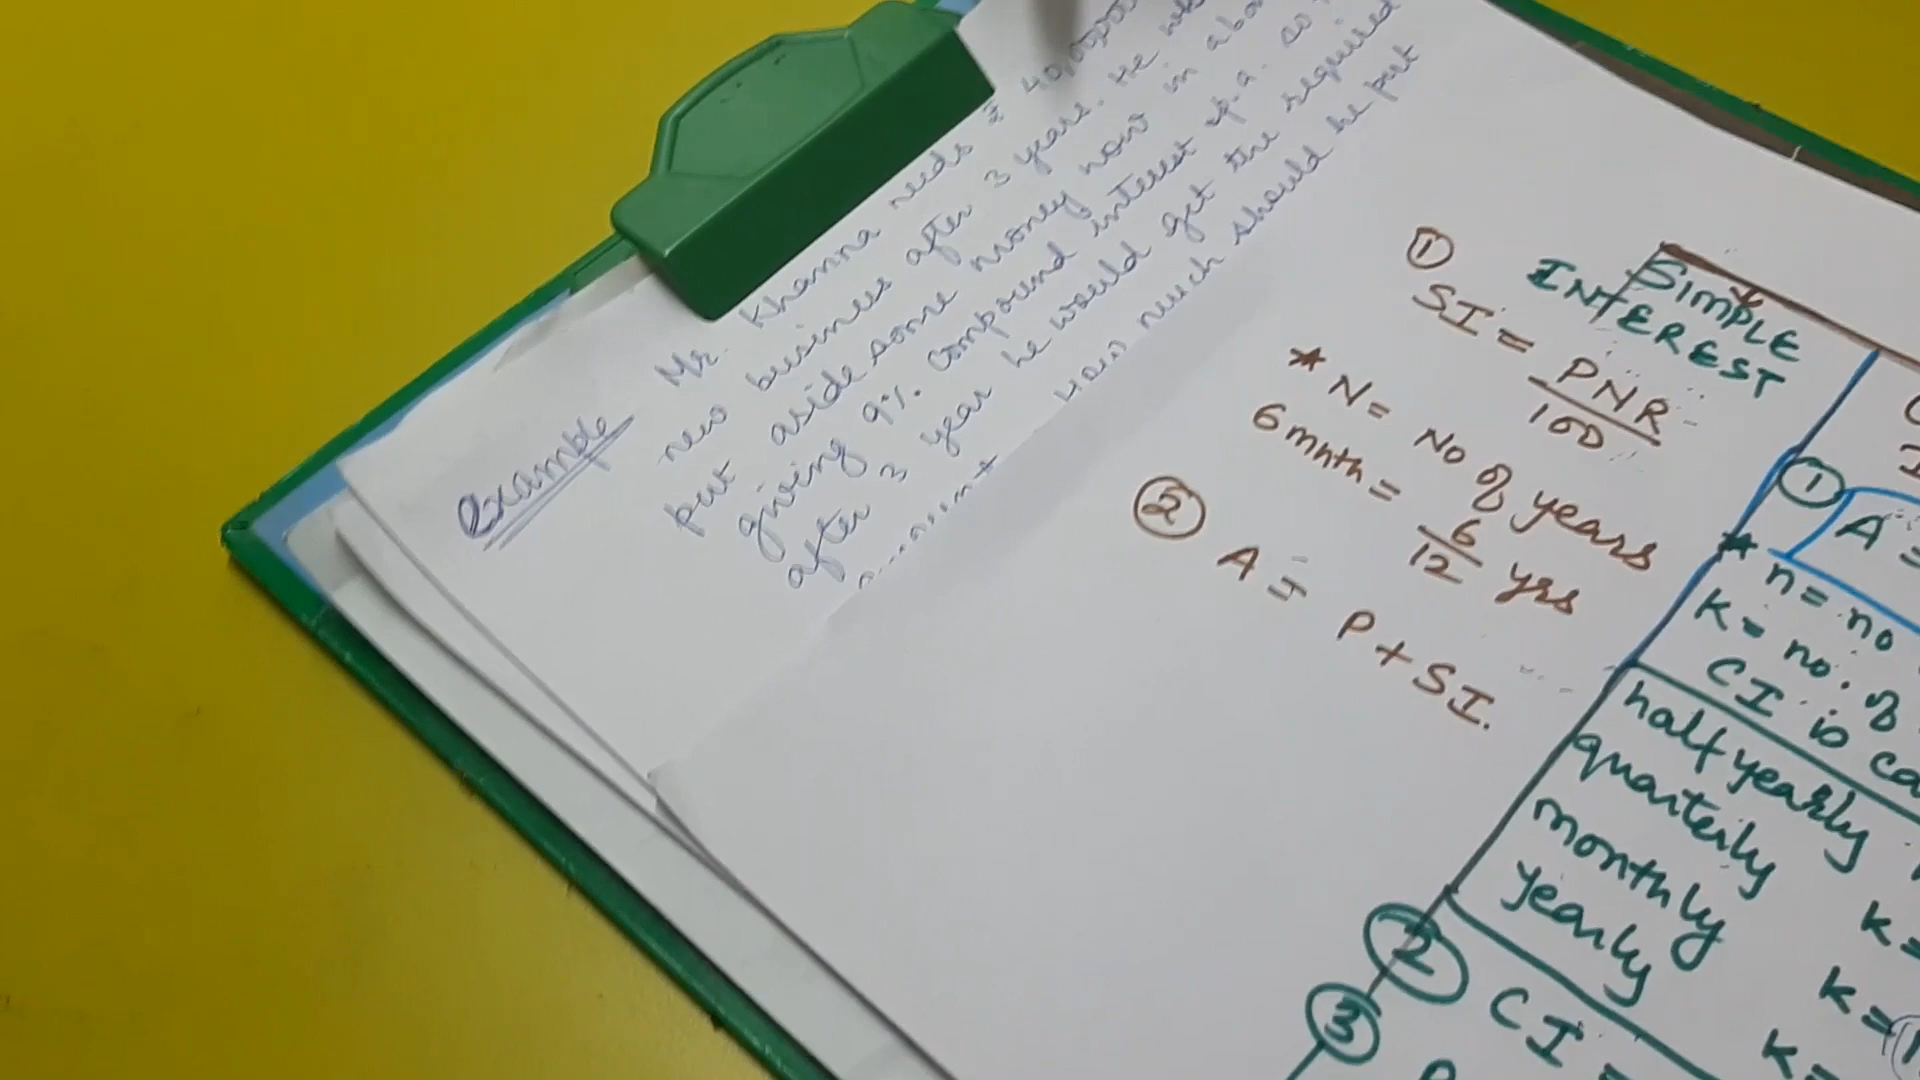 Example
Mr. Khanna needs ₹ 40,0000
new business after 3 years. He
put aside some money now in
giving 9% compound interest p.a. so
after 3 year he would get the required
How much should he put
①
SIMPLE
INTEREST
SI = PNR
100
* N = No of years
6 mnth = 6
12 yrs
② A = P + SI.
① A =
* n = no
K = no. of
CI is ca
half yearly
quarterly
monthly
yearly
K =
K =
K =
② CI =
③